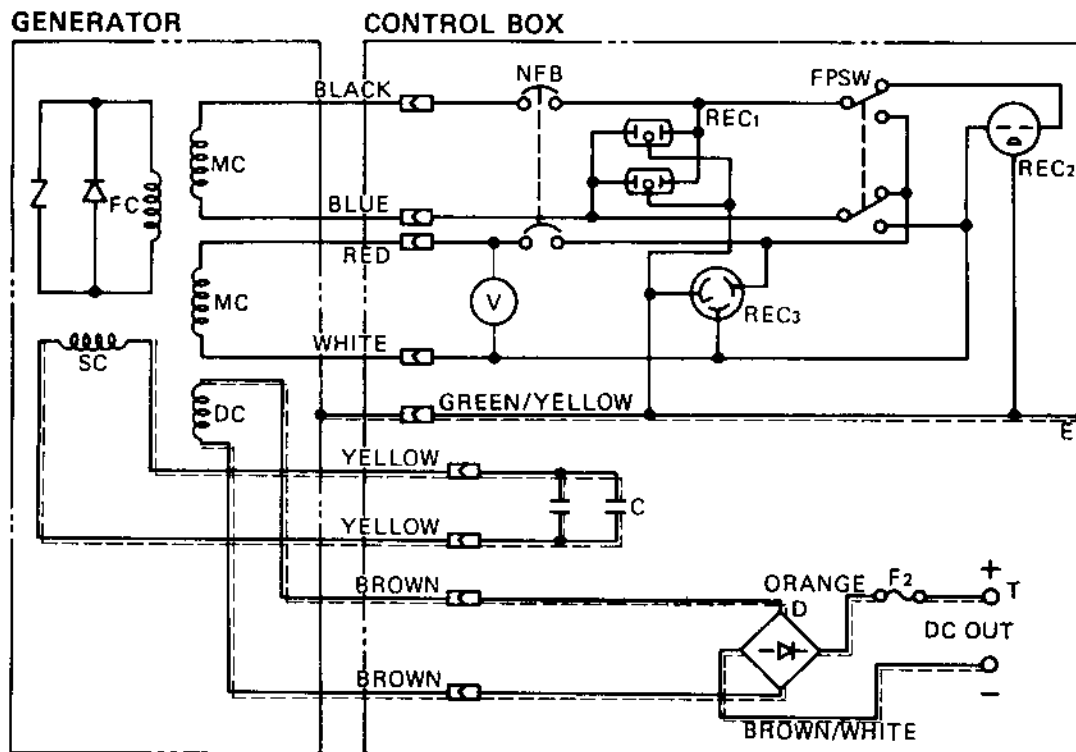 GENERATOR
CONTROL BOX
BLACK
NFB
FPSW
REC1
REC2
MC
FC
BLUE
RED
MC
V
REC3
WHITE
SC
DC
GREEN/YELLOW
E
YELLOW
C
YELLOW
BROWN
ORANGE
F2
+
T
D
DC OUT
BROWN
−
BROWN/WHITE